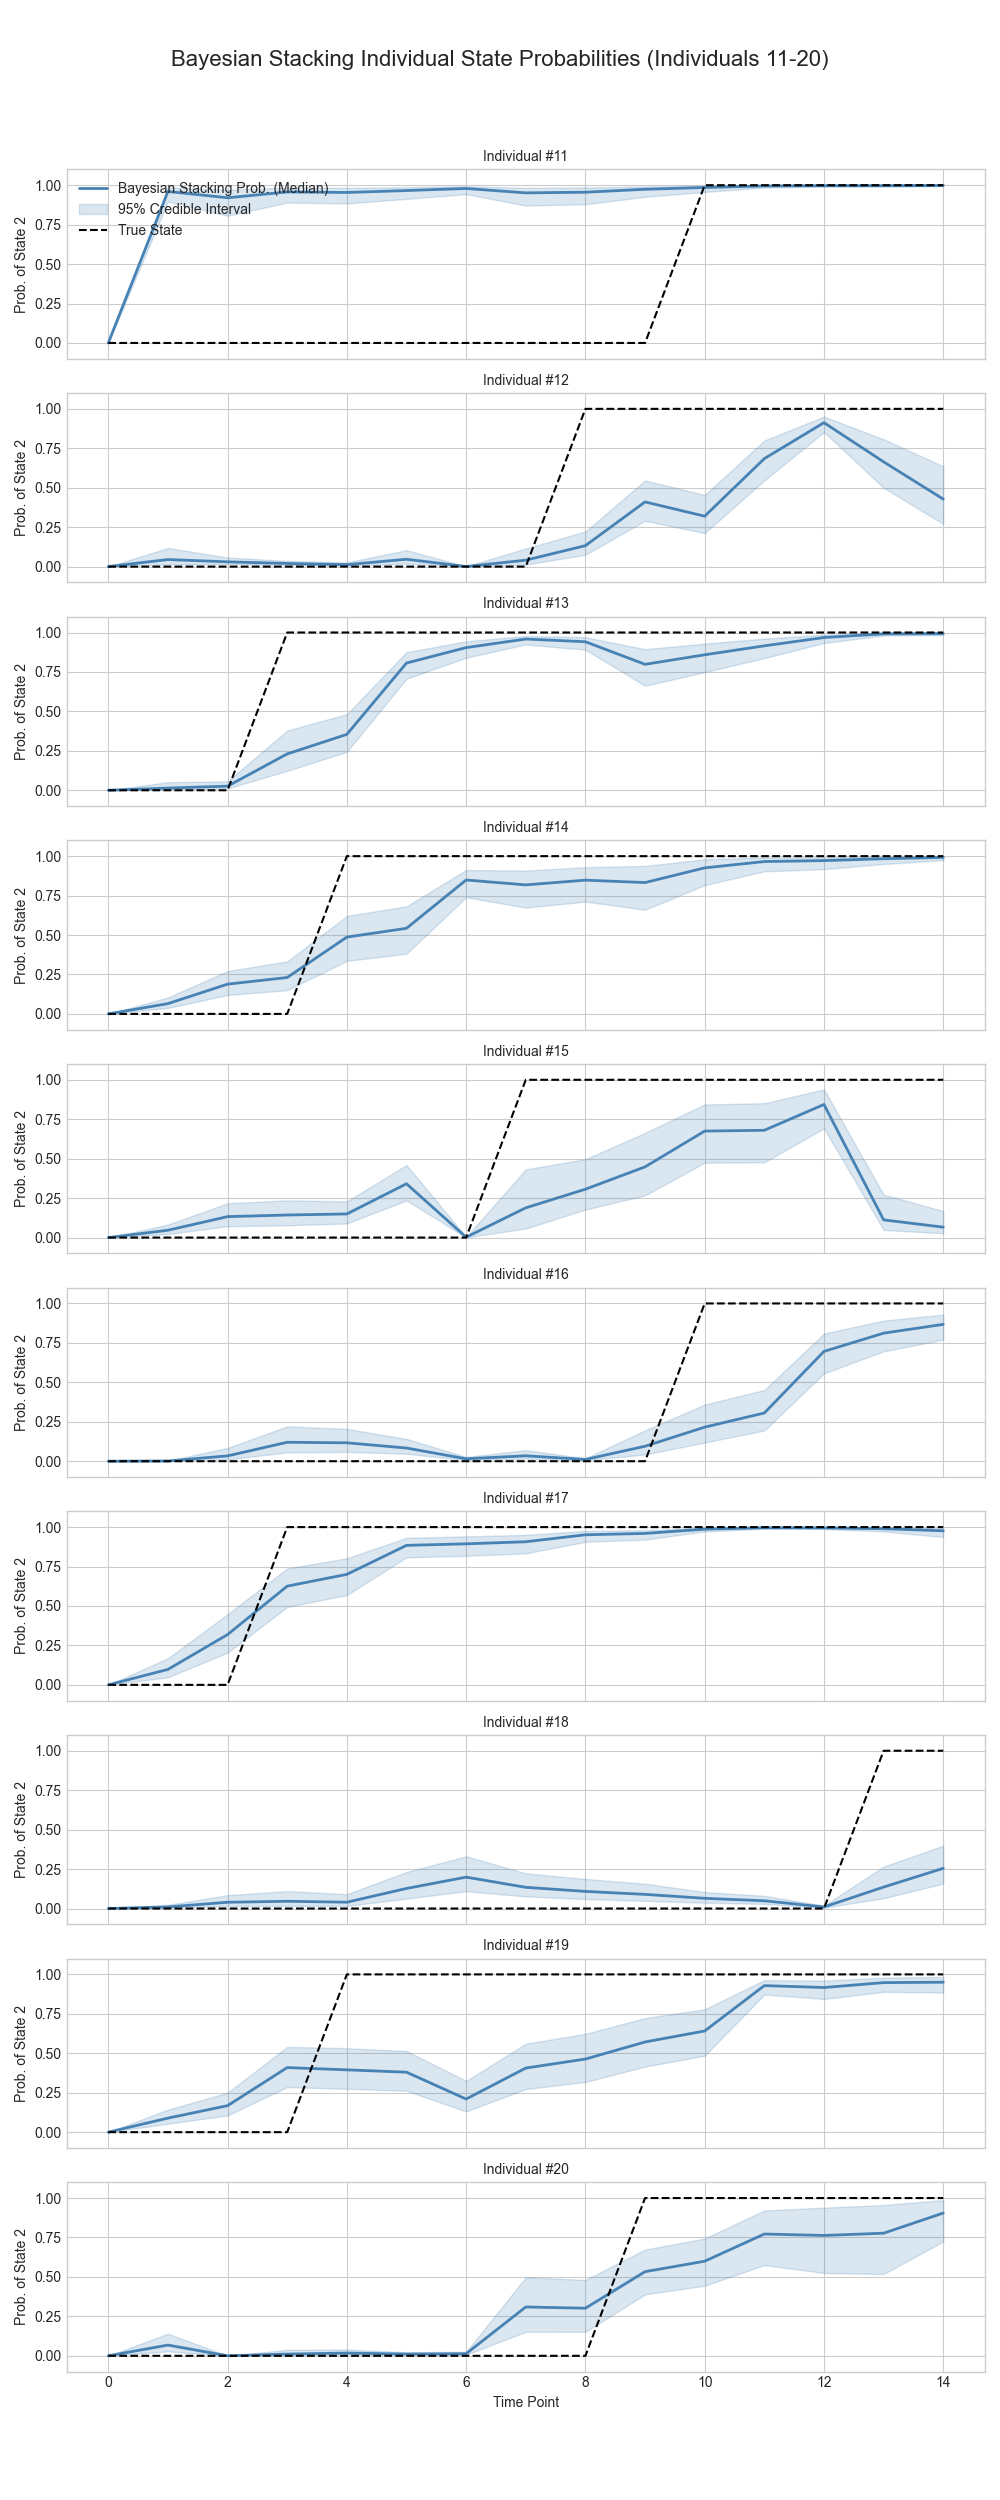 Bayesian Stacking Individual State Probabilities (Individuals 11-20)
Individual #11
Bayesian Stacking Prob. (Median)
95% Credible Interval
True State
Prob. of State 2
1.00
0.75
0.50
0.25
0.00
Individual #12
Prob. of State 2
1.00
0.75
0.50
0.25
0.00
Individual #13
Prob. of State 2
1.00
0.75
0.50
0.25
0.00
Individual #14
Prob. of State 2
1.00
0.75
0.50
0.25
0.00
Individual #15
Prob. of State 2
1.00
0.75
0.50
0.25
0.00
Individual #16
Prob. of State 2
1.00
0.75
0.50
0.25
0.00
Individual #17
Prob. of State 2
1.00
0.75
0.50
0.25
0.00
Individual #18
Prob. of State 2
1.00
0.75
0.50
0.25
0.00
Individual #19
Prob. of State 2
1.00
0.75
0.50
0.25
0.00
Individual #20
Prob. of State 2
1.00
0.75
0.50
0.25
0.00
0 2 4 6 8 10 12 14
Time Point